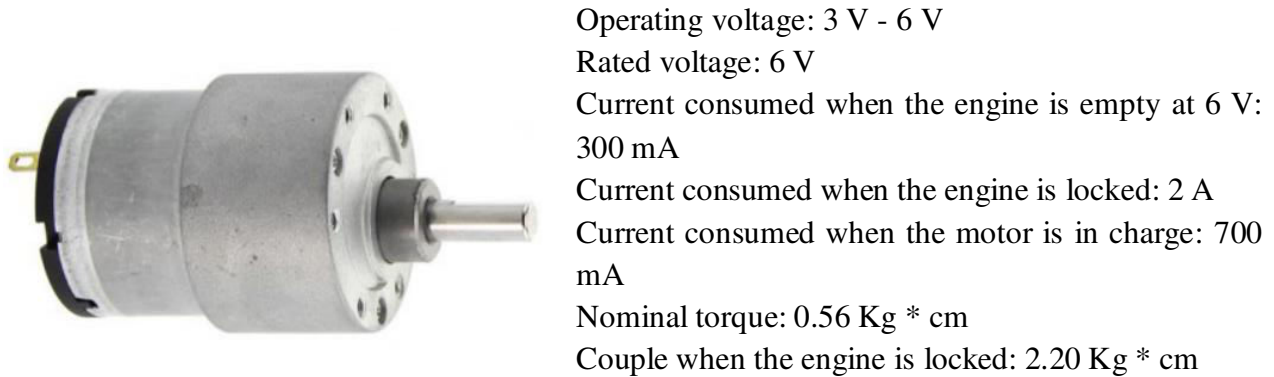 Operating voltage: 3 V - 6 V
Rated voltage: 6 V
Current consumed when the engine is empty at 6 V:
300 mA
Current consumed when the engine is locked: 2 A
Current consumed when the motor is in charge: 700
mA
Nominal torque: 0.56 Kg * cm
Couple when the engine is locked: 2.20 Kg * cm